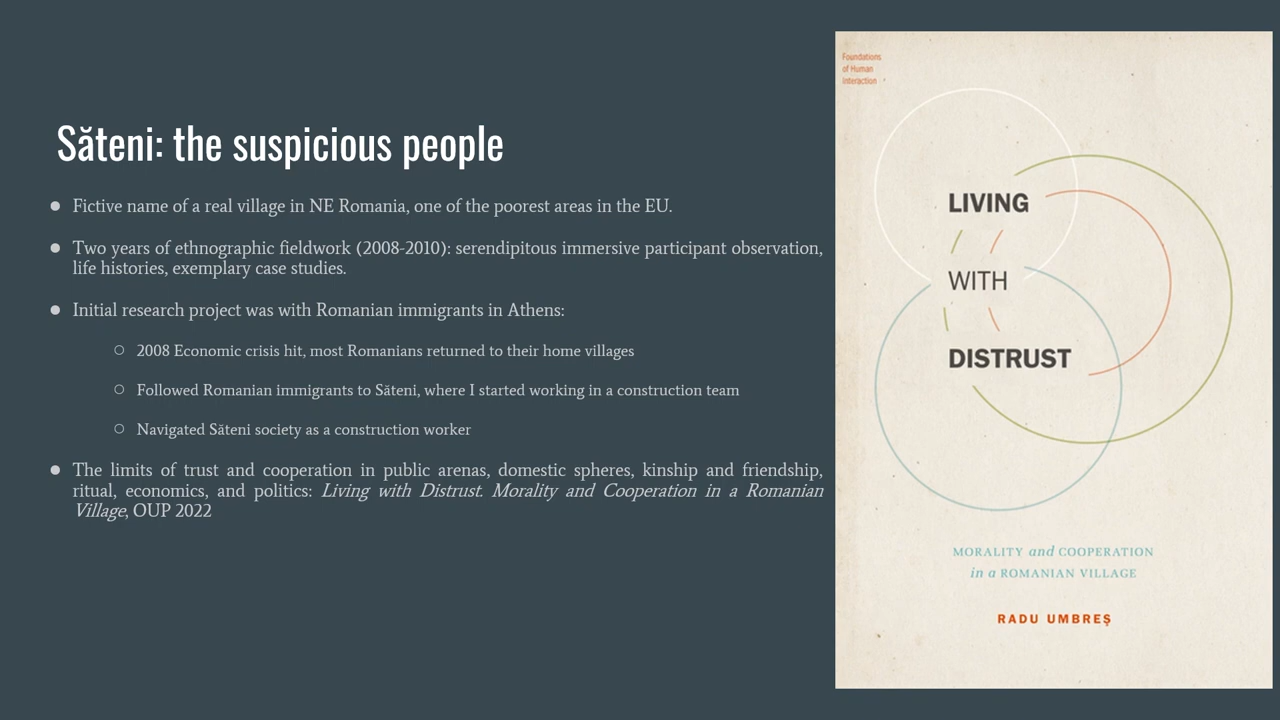 Săteni: the suspicious people
● Fictive name of a real village in NE Romania, one of the poorest areas in the EU.
● Two years of ethnographic fieldwork (2008-2010): serendipitous immersive participant observation,
life histories, exemplary case studies.
● Initial research project was with Romanian immigrants in Athens:
○ 2008 Economic crisis hit, most Romanians returned to their home villages
○ Followed Romanian immigrants to Săteni, where I started working in a construction team
○ Navigated Săteni society as a construction worker
● The limits of trust and cooperation in public arenas, domestic spheres, kinship and friendship,
ritual, economics, and politics: Living with Distrust. Morality and Cooperation in a Romanian
Village, OUP 2022
Foundations
of Human
Interaction
LIVING
WITH
DISTRUST
MORALITY and COOPERATION
in a ROMANIAN VILLAGE
RADU UMBREȘ